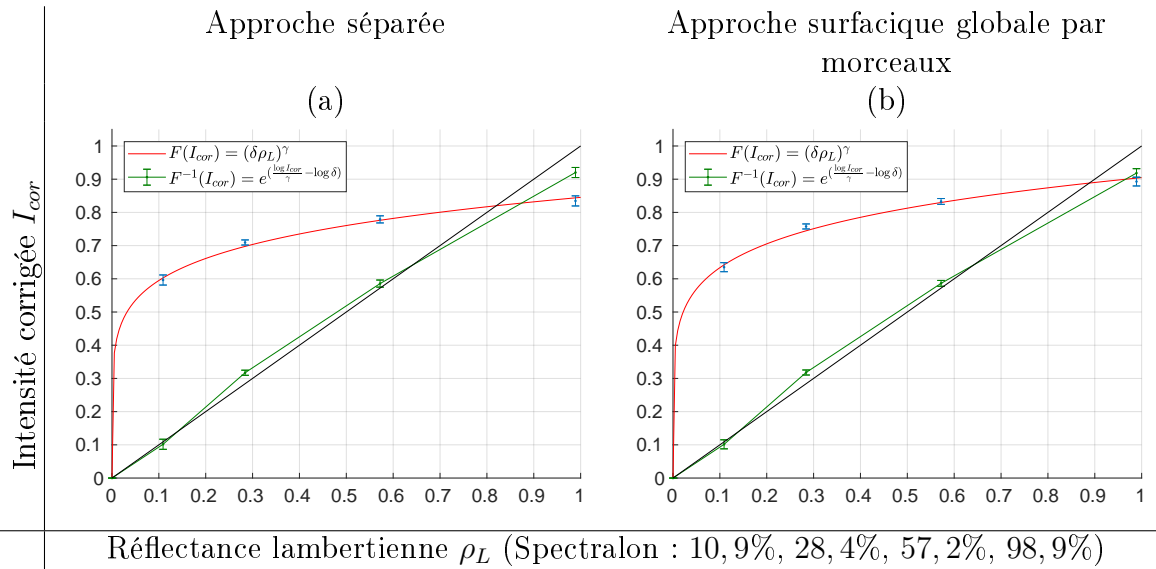 Approche séparée
Approche surfacique globale par
morceaux
(a)
(b)
Intensité corrigée I_cor
1
0.9
0.8
0.7
0.6
0.5
0.4
0.3
0.2
0.1
0
F(I_cor) = (δρ_L)^γ
F^{-1}(I_cor) = e^{(\frac{log I_cor}{γ} − log δ)}
0 0.1 0.2 0.3 0.4 0.5 0.6 0.7 0.8 0.9 1
1
0.9
0.8
0.7
0.6
0.5
0.4
0.3
0.2
0.1
0
F(I_cor) = (δρ_L)^γ
F^{-1}(I_cor) = e^{(\frac{log I_cor}{γ} − log δ)}
0 0.1 0.2 0.3 0.4 0.5 0.6 0.7 0.8 0.9 1
Réflectance lambertienne ρ_L (Spectralon : 10,9%, 28,4%, 57,2%, 98,9%)